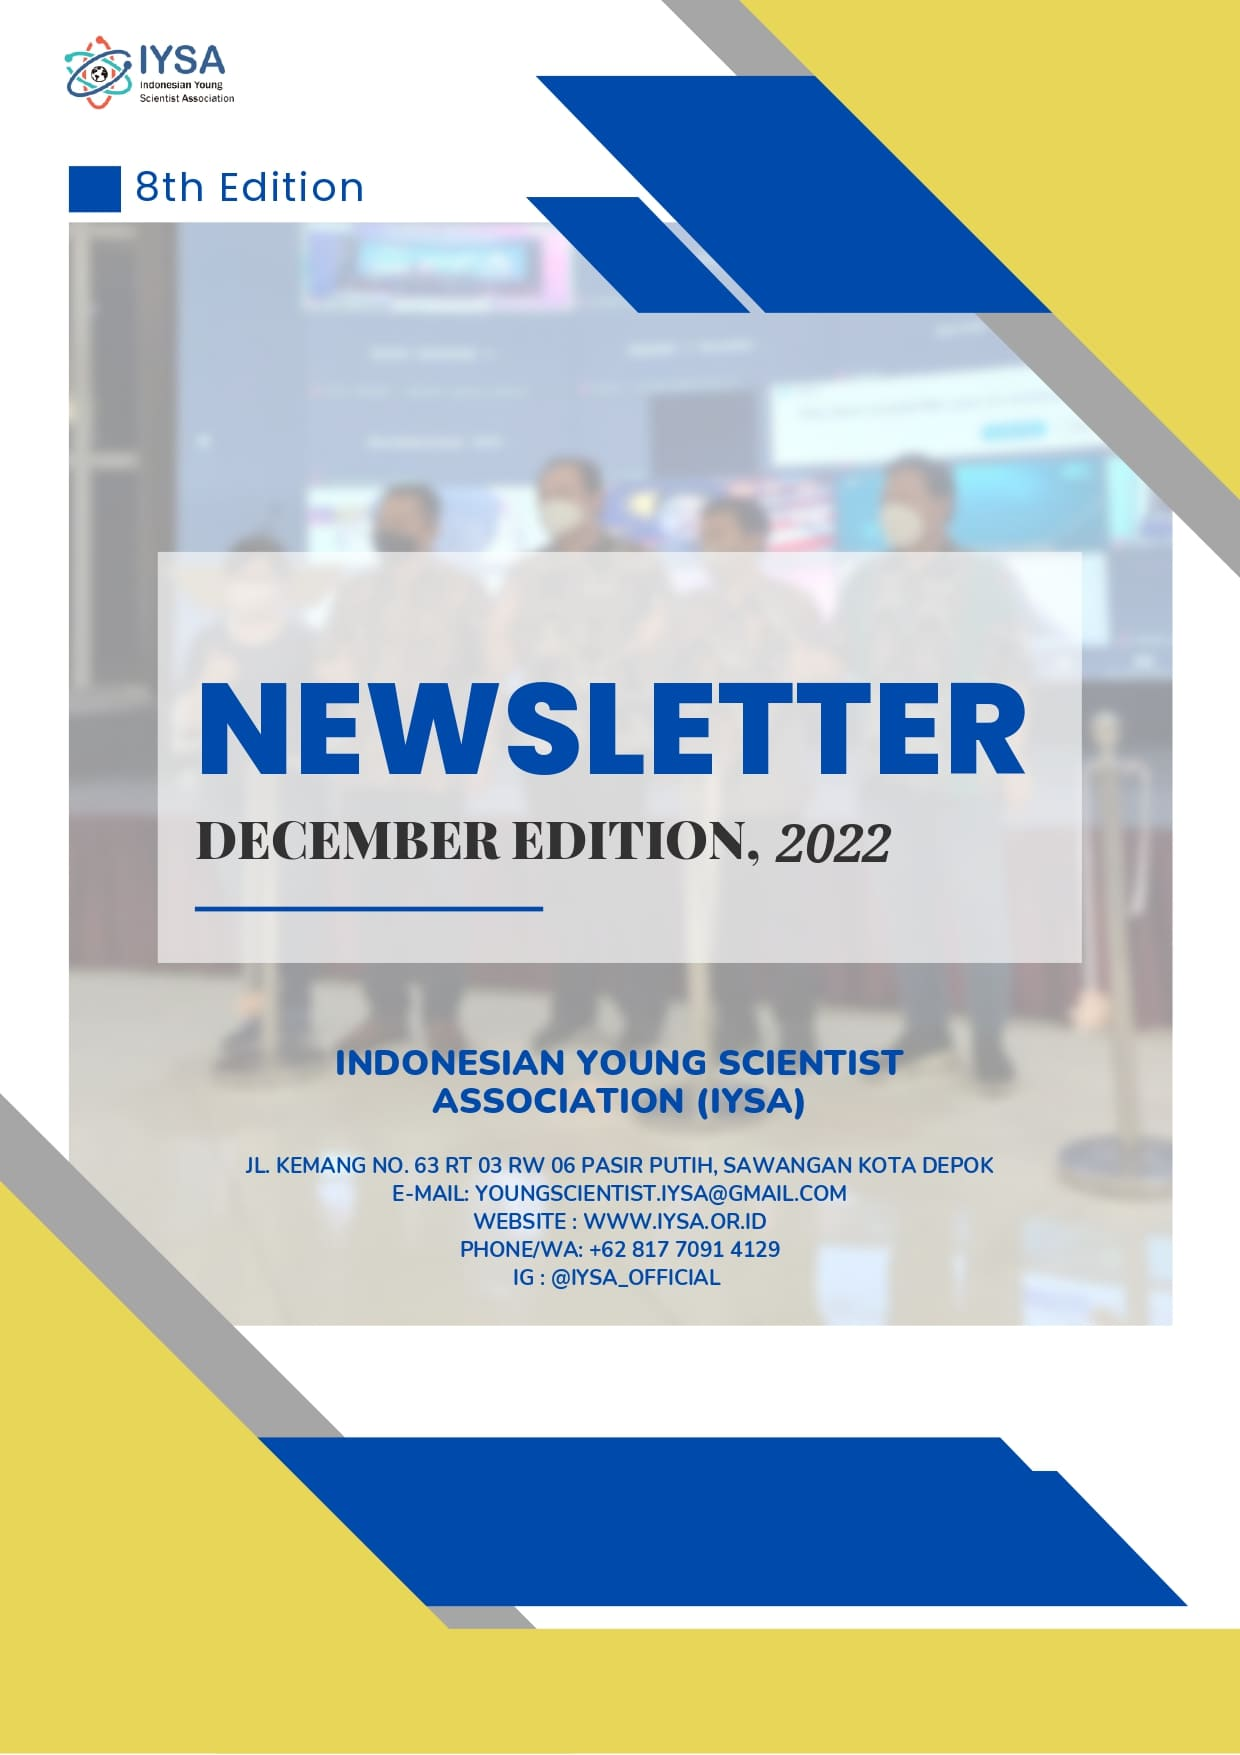 IYSA
Indonesian Young
Scientist Association
8th Edition
NEWSLETTER
DECEMBER EDITION, 2022
INDONESIAN YOUNG SCIENTIST
ASSOCIATION (IYSA)
JL. KEMANG NO. 63 RT 03 RW 06 PASIR PUTIH, SAWANGAN KOTA DEPOK
E-MAIL: YOUNGSCIENTIST.IYSA@GMAIL.COM
WEBSITE : WWW.IYSA.OR.ID
PHONE/WA: +62 817 7091 4129
IG : @IYSA_OFFICIAL